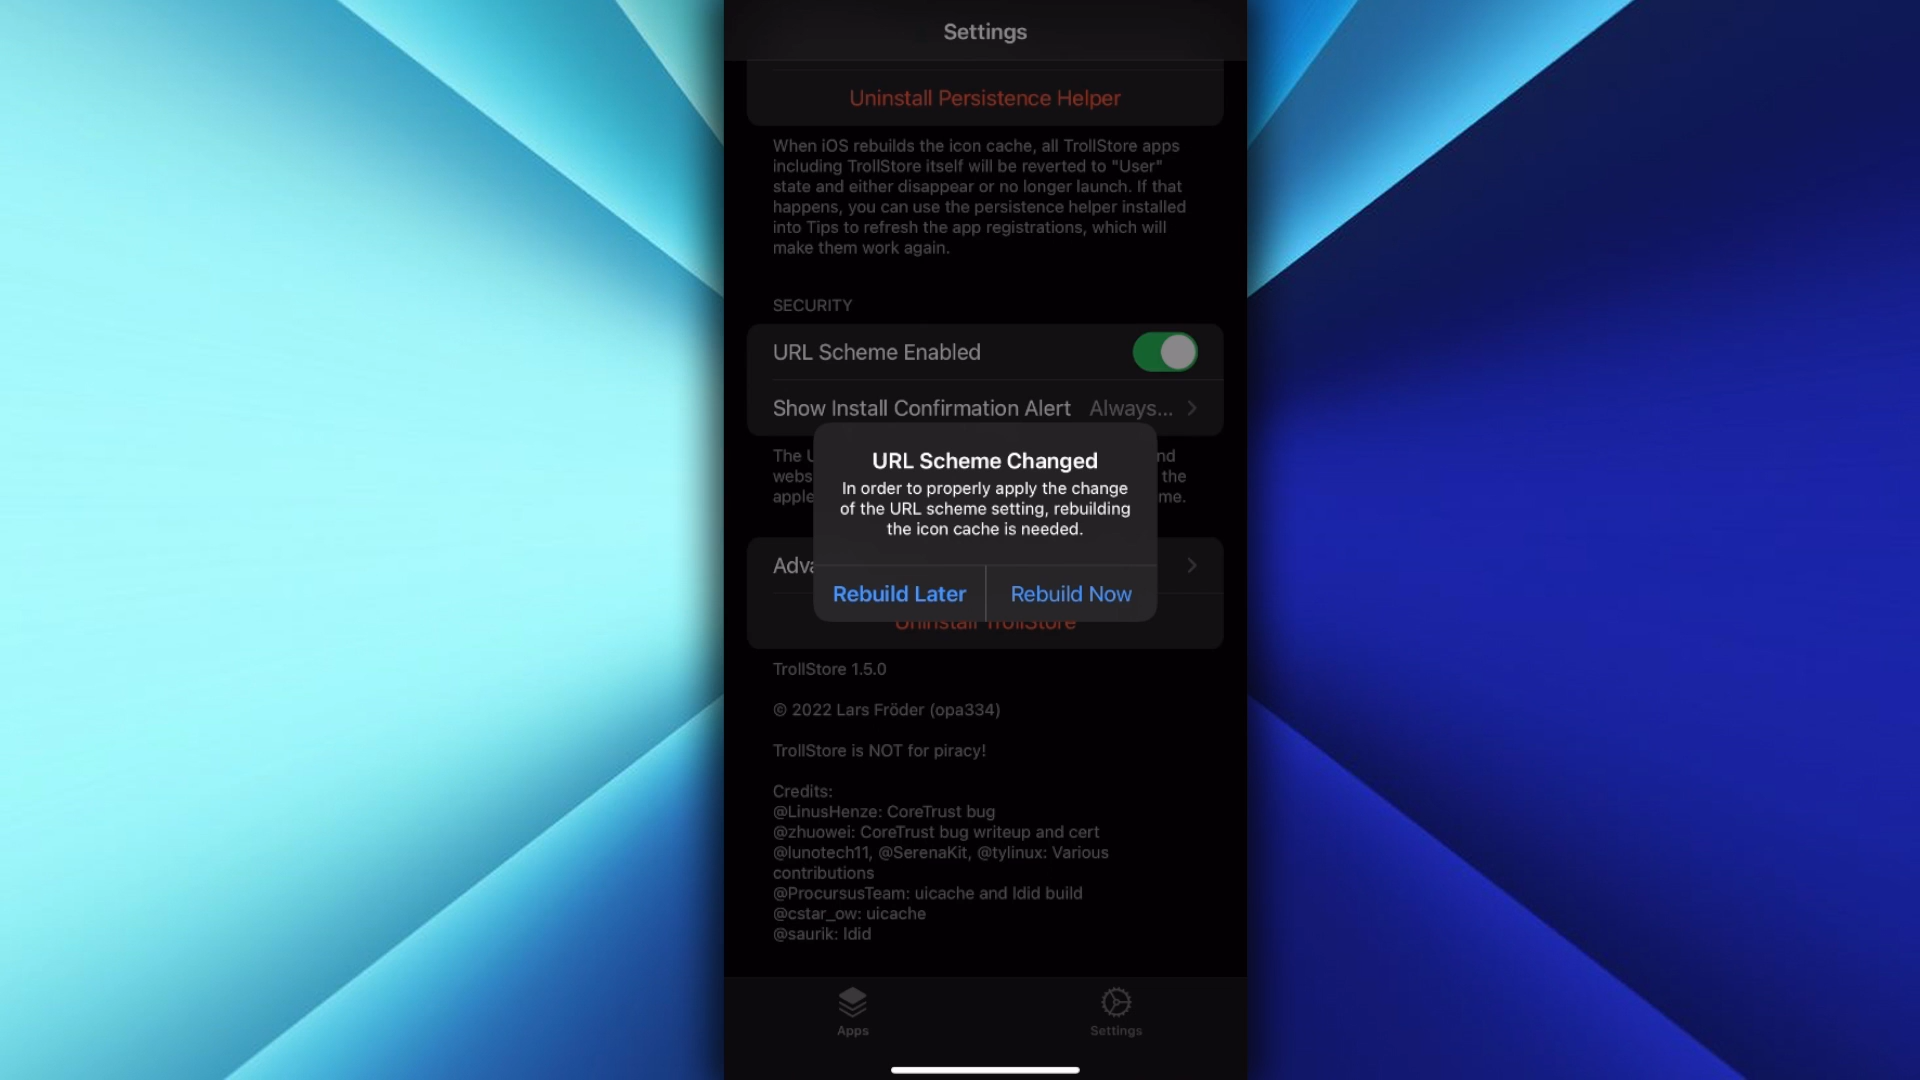 Settings
Uninstall Persistence Helper
When iOS rebuilds the icon cache, all TrollStore apps
including TrollStore itself will be reverted to "User"
state and either disappear or no longer launch. If that
happens, you can use the persistence helper installed
into Tips to refresh the app registrations, which will
make them work again.
SECURITY
URL Scheme Enabled
Show Install Confirmation Alert Always...
URL Scheme Changed
In order to properly apply the change
of the URL scheme setting, rebuilding
the icon cache is needed.
Rebuild Later Rebuild Now
Uninstall TrollStore
TrollStore 1.5.0
© 2022 Lars Fröder (opa334)
TrollStore is NOT for piracy!
Credits:
@LinusHenze: CoreTrust bug
@zhuowei: CoreTrust bug writeup and cert
@lunotech11, @SerenaKit, @tylinux: Various
contributions
@ProcursusTeam: uicache and ldid build
@cstar_ow: uicache
@saurik: ldid
Apps Settings